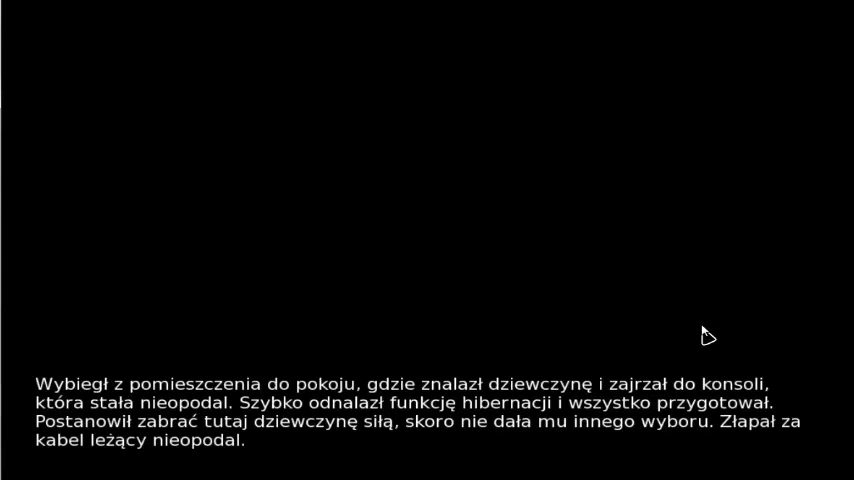 Wybiegł z pomieszczenia do pokoju, gdzie znalazł dziewczynę i zajrzał do konsoli,
która stała nieopodal. Szybko odnalazł funkcję hibernacji i wszystko przygotował.
Postanowił zabrać tutaj dziewczynę siłą, skoro nie dała mu innego wyboru. Złapał za
kabel leżący nieopodal.